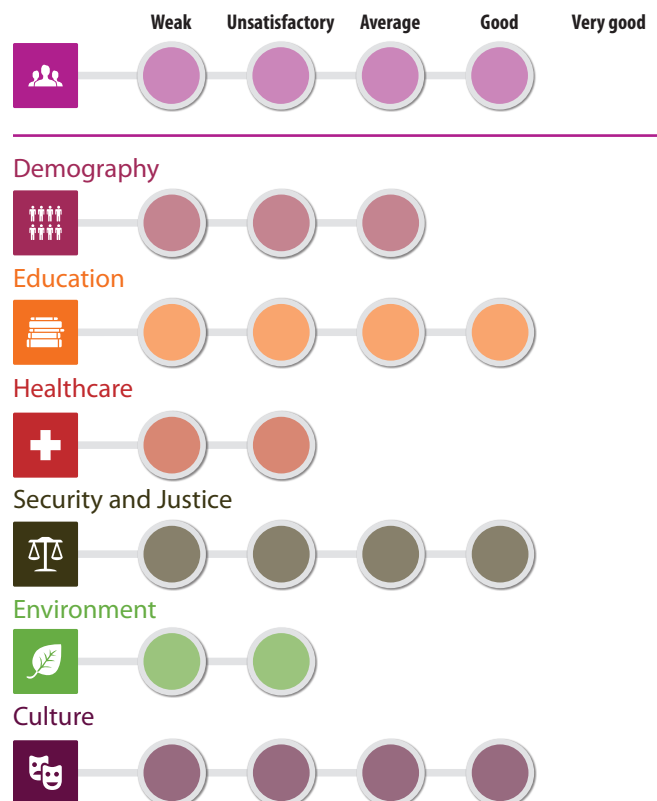 Weak Unsatisfactory Average Good Very good
Demography
Education
Healthcare
Security and Justice
Environment
Culture